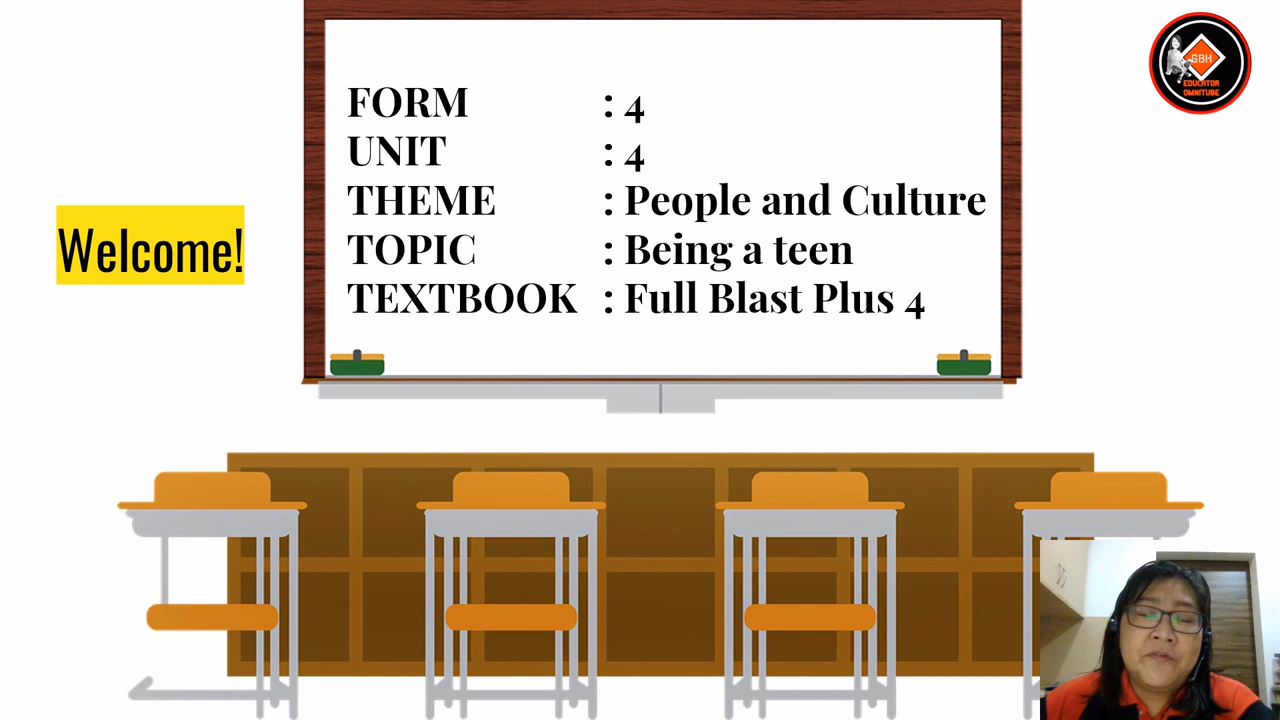 FORM : 4
UNIT : 4
THEME : People and Culture
TOPIC : Being a teen
TEXTBOOK : Full Blast Plus 4
Welcome!
GBH
EDUCATOR
OMNITUBE